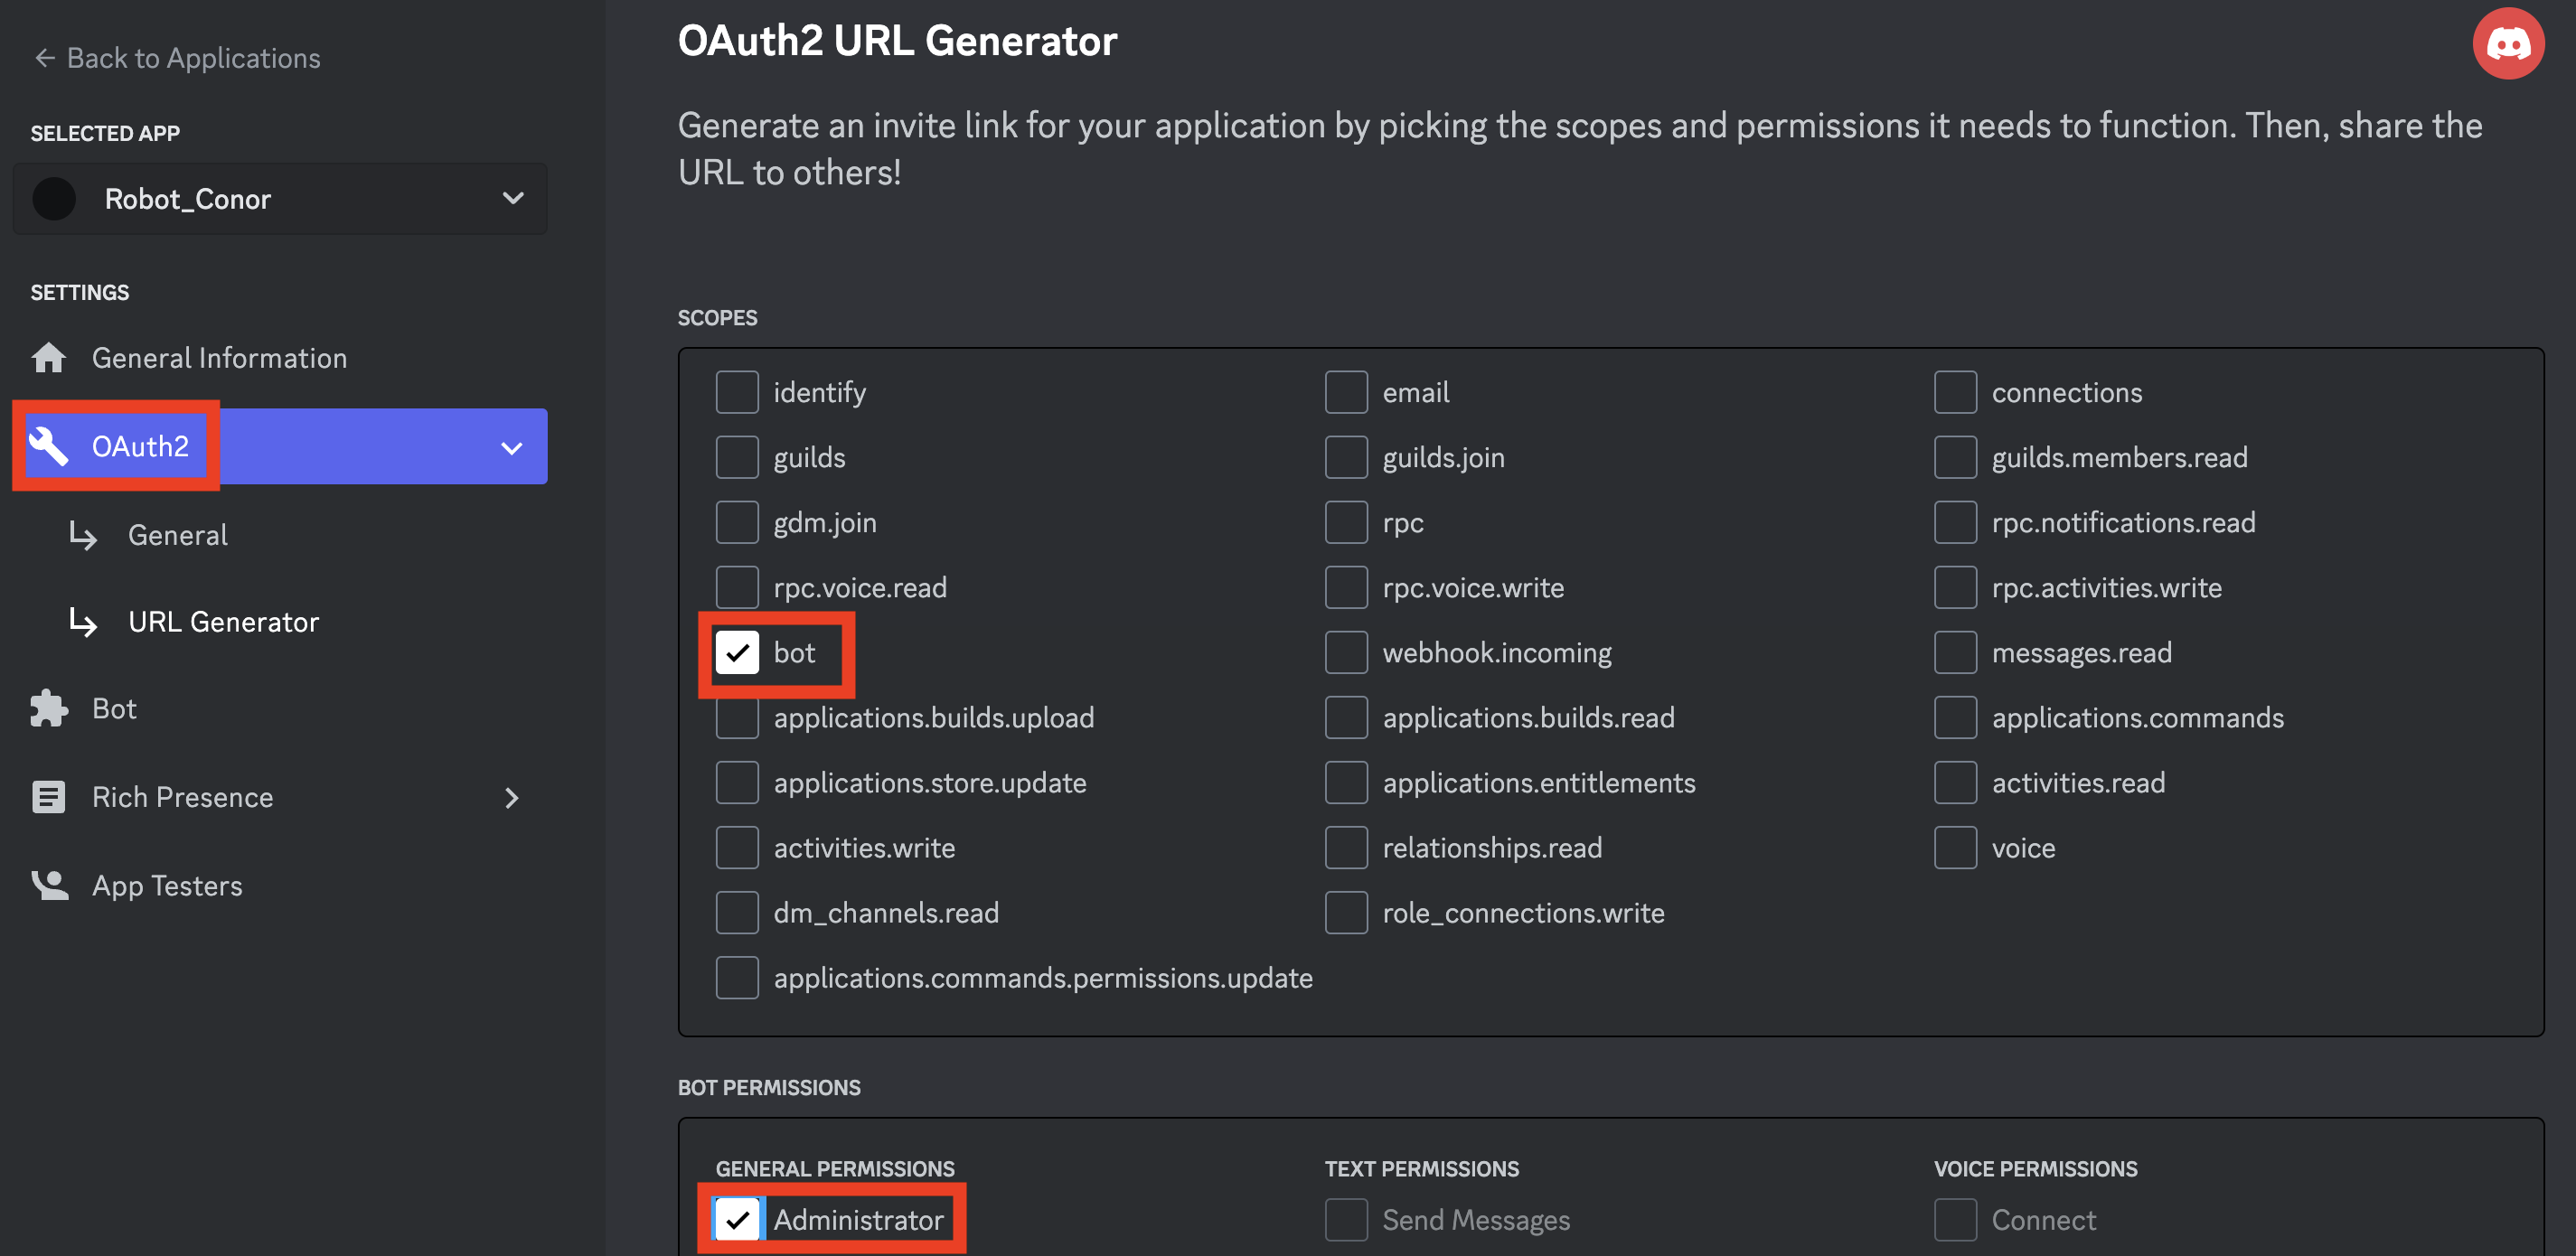 Back to Applications
SELECTED APP
Robot_Conor
SETTINGS
General Information
OAuth2
General
URL Generator
Bot
Rich Presence
App Testers
OAuth2 URL Generator
Generate an invite link for your application by picking the scopes and permissions it needs to function. Then, share the
URL to others!
SCOPES
identify email connections
guilds guilds.join guilds.members.read
gdm.join rpc rpc.notifications.read
rpc.voice.read rpc.voice.write rpc.activities.write
bot webhook.incoming messages.read
applications.builds.upload applications.builds.read applications.commands
applications.store.update applications.entitlements activities.read
activities.write relationships.read voice
dm_channels.read role_connections.write
applications.commands.permissions.update
BOT PERMISSIONS
GENERAL PERMISSIONS TEXT PERMISSIONS VOICE PERMISSIONS
Administrator Send Messages Connect